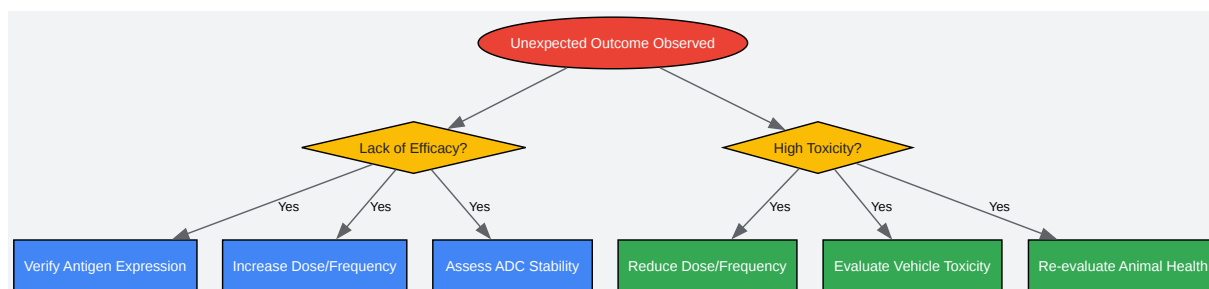 Unexpected Outcome Observed
Lack of Efficacy?
High Toxicity?
Yes
Yes
Yes
Yes
Yes
Yes
Verify Antigen Expression
Increase Dose/Frequency
Assess ADC Stability
Reduce Dose/Frequency
Evaluate Vehicle Toxicity
Re-evaluate Animal Health